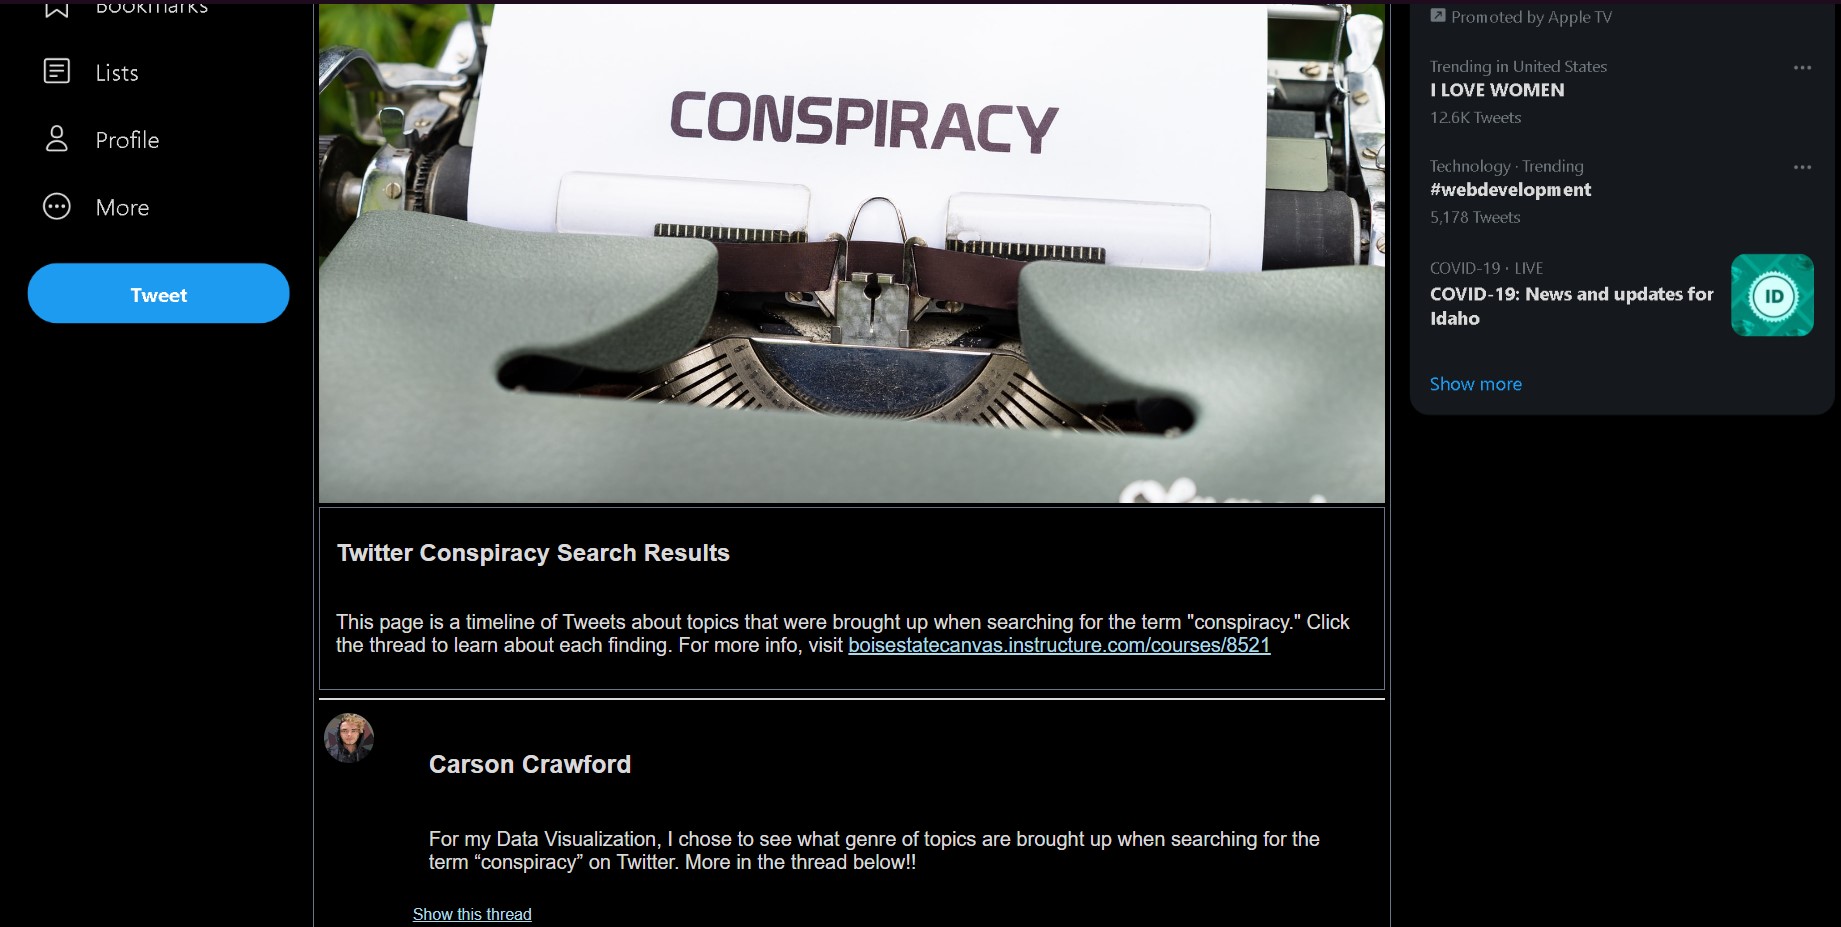 Bookmarks
Lists
Profile
More
Tweet
CONSPIRACY
Twitter Conspiracy Search Results
This page is a timeline of Tweets about topics that were brought up when searching for the term "conspiracy." Click
the thread to learn about each finding. For more info, visit boisestatecanvas.instructure.com/courses/8521
Carson Crawford
For my Data Visualization, I chose to see what genre of topics are brought up when searching for the
term “conspiracy” on Twitter. More in the thread below!!
Show this thread
Promoted by Apple TV
Trending in United States
I LOVE WOMEN
12.6K Tweets
Technology · Trending
#webdevelopment
5,178 Tweets
COVID-19 · LIVE
COVID-19: News and updates for
Idaho
ID
Show more